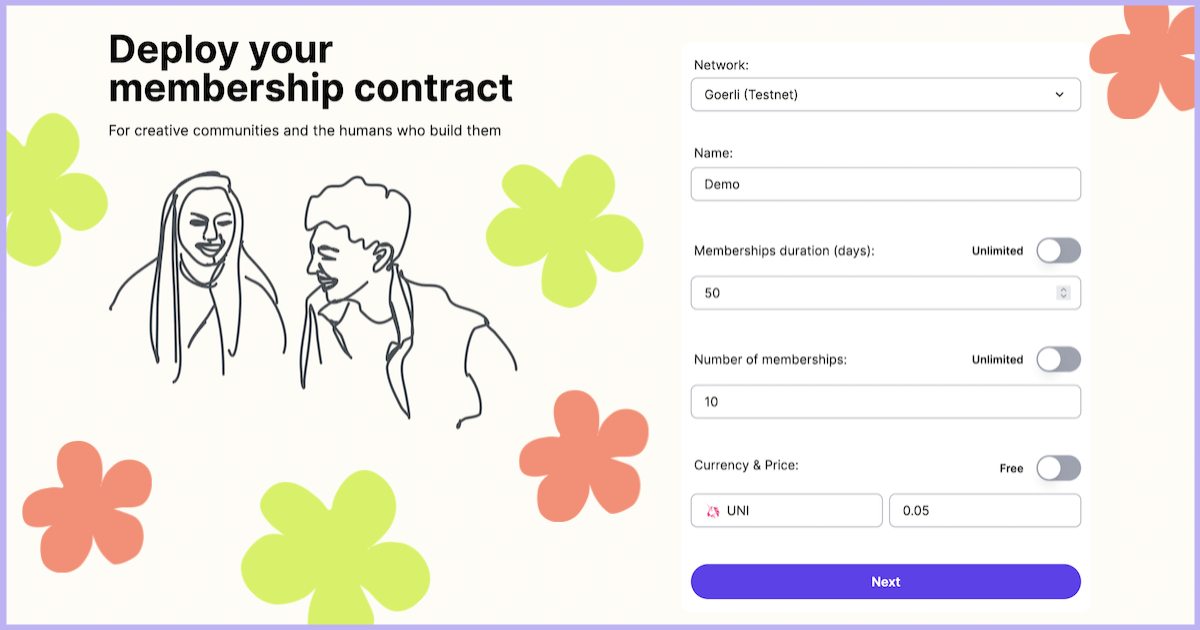 Deploy your
membership contract
For creative communities and the humans who build them
Network:
Goerli (Testnet)
Name:
Demo
Memberships duration (days): Unlimited
50
Number of memberships: Unlimited
10
Currency & Price: Free
UNI 0.05
Next